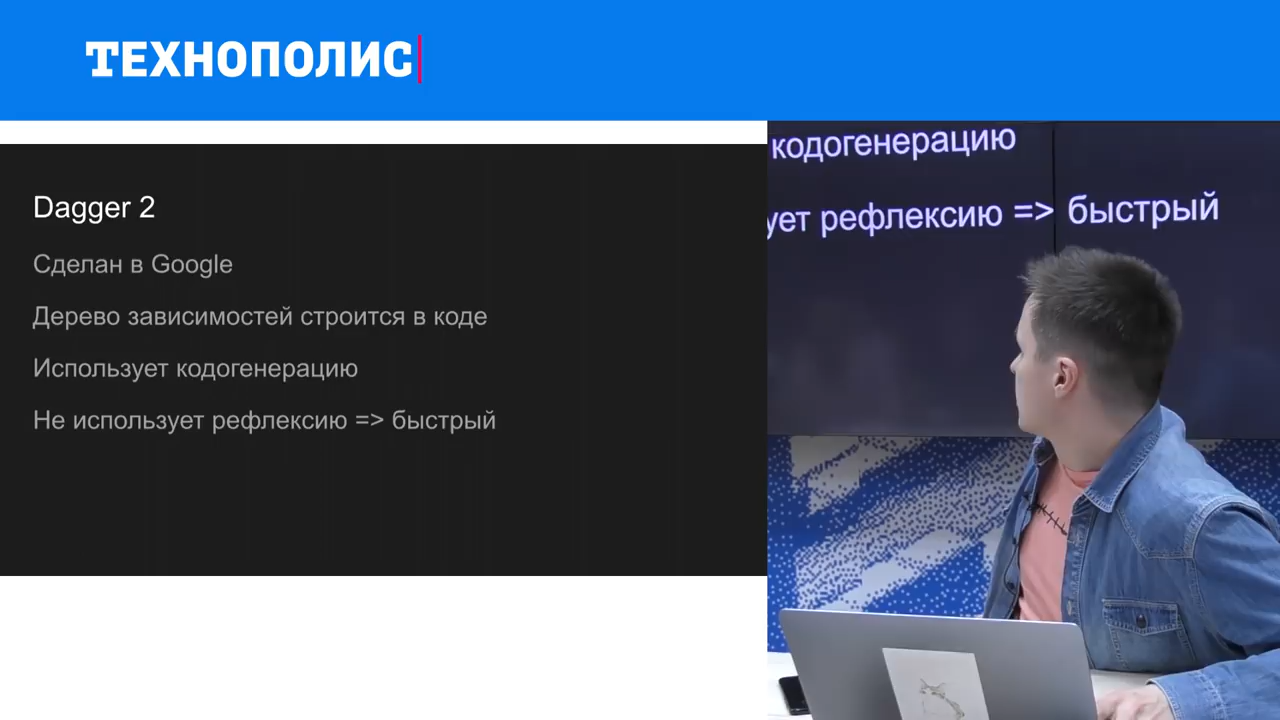 ТЕХНОПОЛИС
Dagger 2
Сделан в Google
Дерево зависимостей строится в коде
Использует кодогенерацию
Не использует рефлексию => быстрый
кодогенерацию
ует рефлексию => быстрый